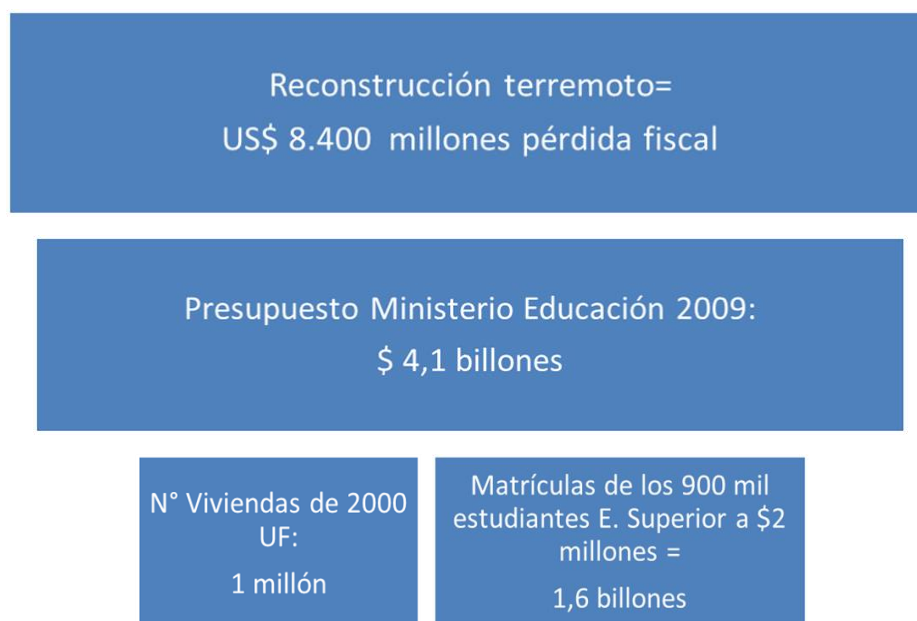 Reconstrucción terremoto=
US$ 8.400 millones pérdida fiscal
Presupuesto Ministerio Educación 2009:
$ 4,1 billones
N° Viviendas de 2000
UF:
1 millón
Matrículas de los 900 mil
estudiantes E. Superior a $2
millones =
1,6 billones